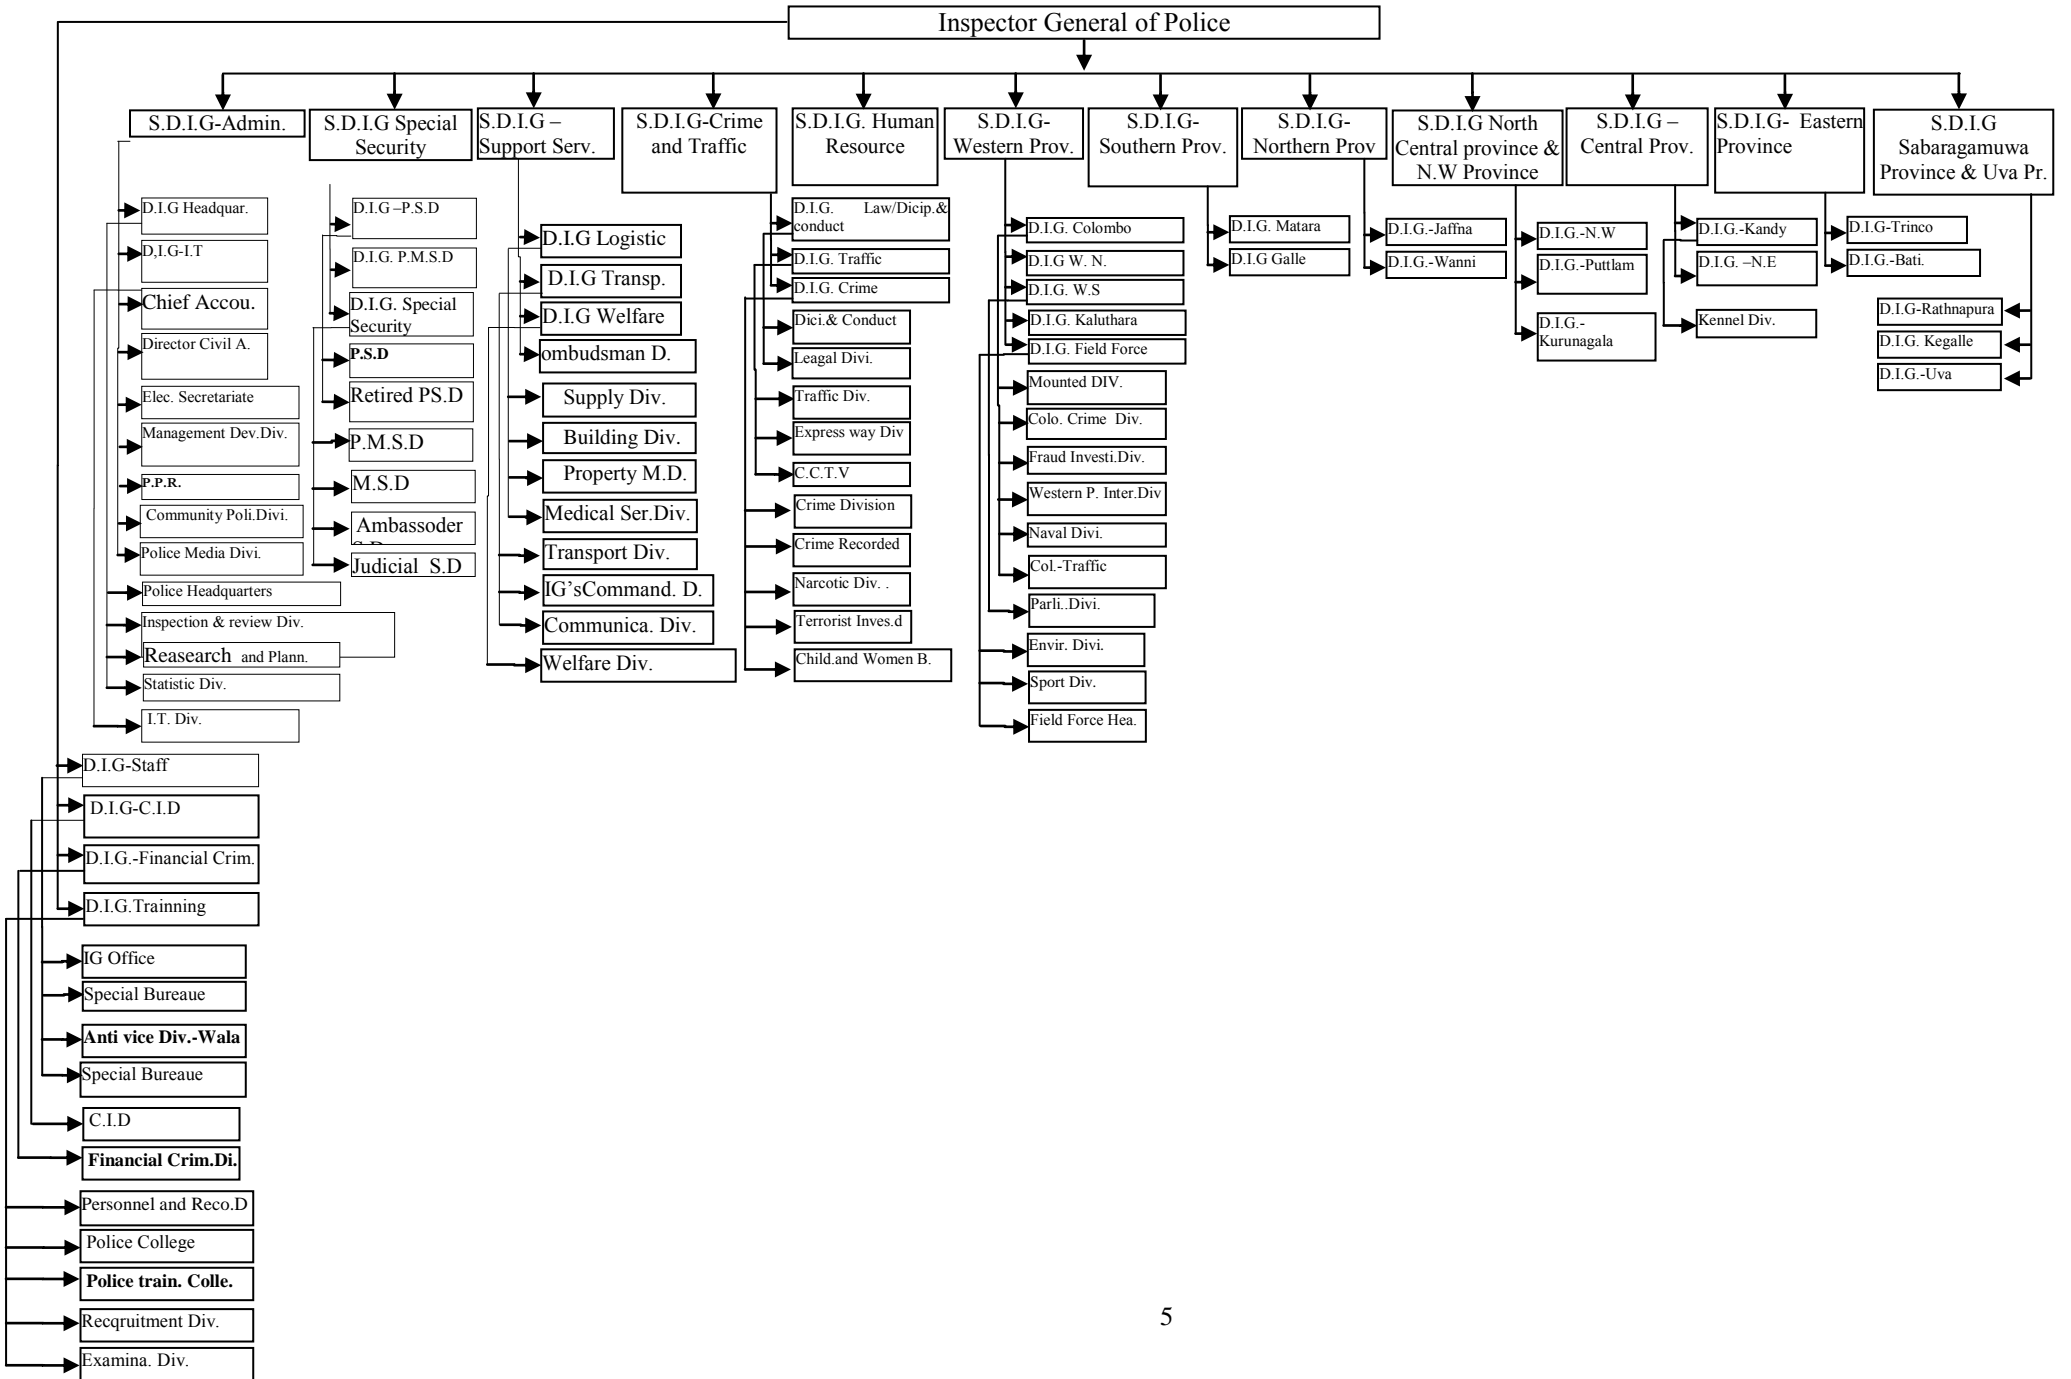 Inspector General of Police
S.D.I.G-Admin.
S.D.I.G Special
Security
S.D.I.G –
Support Serv.
S.D.I.G-Crime
and Traffic
S.D.I.G. Human
Resource
S.D.I.G-
Western Prov.
S.D.I.G-
Southern Prov.
S.D.I.G-
Northern Prov
S.D.I.G North
Central province &
N.W Province
S.D.I.G –
Central Prov.
S.D.I.G- Eastern
Province
S.D.I.G
Sabaragamuwa
Province & Uva Pr.
D.I.G Headquar.
D,I.G-I.T
Chief Accou.
Director Civil A.
Elec. Secretariate
Management Dev.Div.
P.P.R.
Community Poli.Divi.
Police Media Divi.
Police Headquarters
Inspection & review Div.
Reasearch and Plann.
Statistic Div.
I.T. Div.
D.I.G –P.S.D
D.I.G. P.M.S.D
D.I.G. Special
Security
P.S.D
Retired PS.D
P.M.S.D
M.S.D
Ambassoder
Judicial S.D
D.I.G Logistic
D.I.G Transp.
D.I.G Welfare
ombudsman D.
Supply Div.
Building Div.
Property M.D.
Medical Ser.Div.
Transport Div.
IG'sCommand. D.
Communica. Div.
Welfare Div.
D.I.G. Law/Dicip.&
conduct
D.I.G. Traffic
D.I.G. Crime
Dici.& Conduct
Leagal Divi.
Traffic Div.
Express way Div
C.C.T.V
Crime Division
Crime Recorded
Narcotic Div. .
Terrorist Inves.d
Child.and Women B.
D.I.G. Colombo
D.I.G W. N.
D.I.G. W.S
D.I.G. Kaluthara
D.I.G. Field Force
Mounted DIV.
Colo. Crime Div.
Fraud Investi.Div.
Western P. Inter.Div
Naval Divi.
Col.-Traffic
Parli..Divi.
Envir. Divi.
Sport Div.
Field Force Hea.
D.I.G. Matara
D.I.G Galle
D.I.G.-Jaffna
D.I.G.-Wanni
D.I.G.-N.W
D.I.G.-Puttlam
D.I.G.-
Kurunagala
D.I.G.-Kandy
D.I.G. –N.E
Kennel Div.
D.I.G-Trinco
D.I.G.-Bati.
D.I.G-Rathnapura
D.I.G. Kegalle
D.I.G.-Uva
D.I.G-Staff
D.I.G-C.I.D
D.I.G.-Financial Crim.
D.I.G.Trainning
IG Office
Special Bureaue
Anti vice Div.-Wala
Special Bureaue
C.I.D
Financial Crim.Di.
Personnel and Reco.D
Police College
Police train. Colle.
Recqruitment Div.
Examina. Div.
5